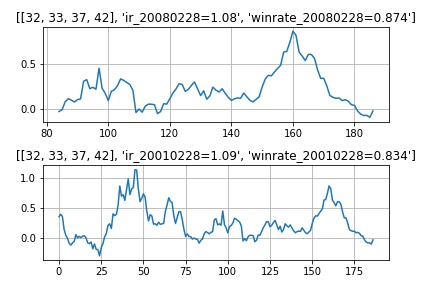 [[32, 33, 37, 42], 'ir_20080228=1.08', 'winrate_20080228=0.874']
0.5
0.0
80 100 120 140 160 180
[[32, 33, 37, 42], 'ir_20010228=1.09', 'winrate_20010228=0.834']
1.0
0.5
0.0
0 25 50 75 100 125 150 175